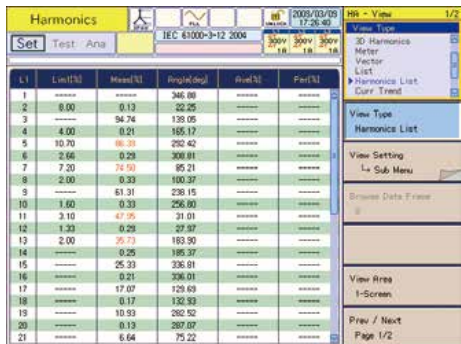 Harmonics
PLL
UNLOCK
2009/03/09
17:26:40
Set Test Ana
IEC 61000-3-12 2004
300V 300V 300V
1A 1A 1A
L1 Limit[%] Meas[%] Angle[deg] Ave[%] Per[%]
1 ----- ----- 346.88 ----- -----
2 8.00 0.13 22.25 ----- -----
3 ----- 94.74 139.05 ----- -----
4 4.00 0.21 165.17 ----- -----
5 10.70 86.33 292.42 ----- -----
6 2.66 0.29 308.81 ----- -----
7 7.20 74.50 85.21 ----- -----
8 2.00 0.33 100.37 ----- -----
9 ----- 61.31 238.15 ----- -----
10 1.60 0.33 256.80 ----- -----
11 3.10 47.95 31.01 ----- -----
12 1.33 0.29 27.97 ----- -----
13 2.00 35.73 183.90 ----- -----
14 ----- 0.25 185.37 ----- -----
15 ----- 25.33 336.81 ----- -----
16 ----- 0.21 336.01 ----- -----
17 ----- 17.07 129.69 ----- -----
18 ----- 0.17 132.93 ----- -----
19 ----- 10.93 282.52 ----- -----
20 ----- 0.13 287.07 ----- -----
21 ----- 6.64 75.22 ----- -----
HA - View 1/2
View Type
3D Harmonics
Meter
Vector
List
Harmonics List
Curr Trend
View Type
Harmonics List
View Setting
Sub Menu
Browse Data Frame
View Area
1-Screen
Prev / Next
Page 1/2